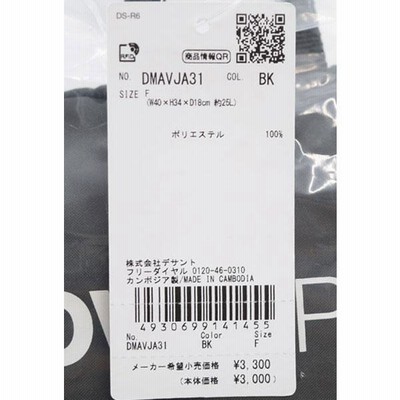 DS-R6
RFID
商品情報QR
NO. DMAVJA31 COL. BK
SIZE F
(W40×H34×D18cm 約25L)
ポリエステル 100%
株式会社デサント
フリーダイヤル 0120-46-0310
カンボジア製/MADE IN CAMBODIA
4930699141455
No. Color Size
DMAVJA31 BK F
メーカー希望小売価格 ¥3,300
(本体価格 ¥3,000)